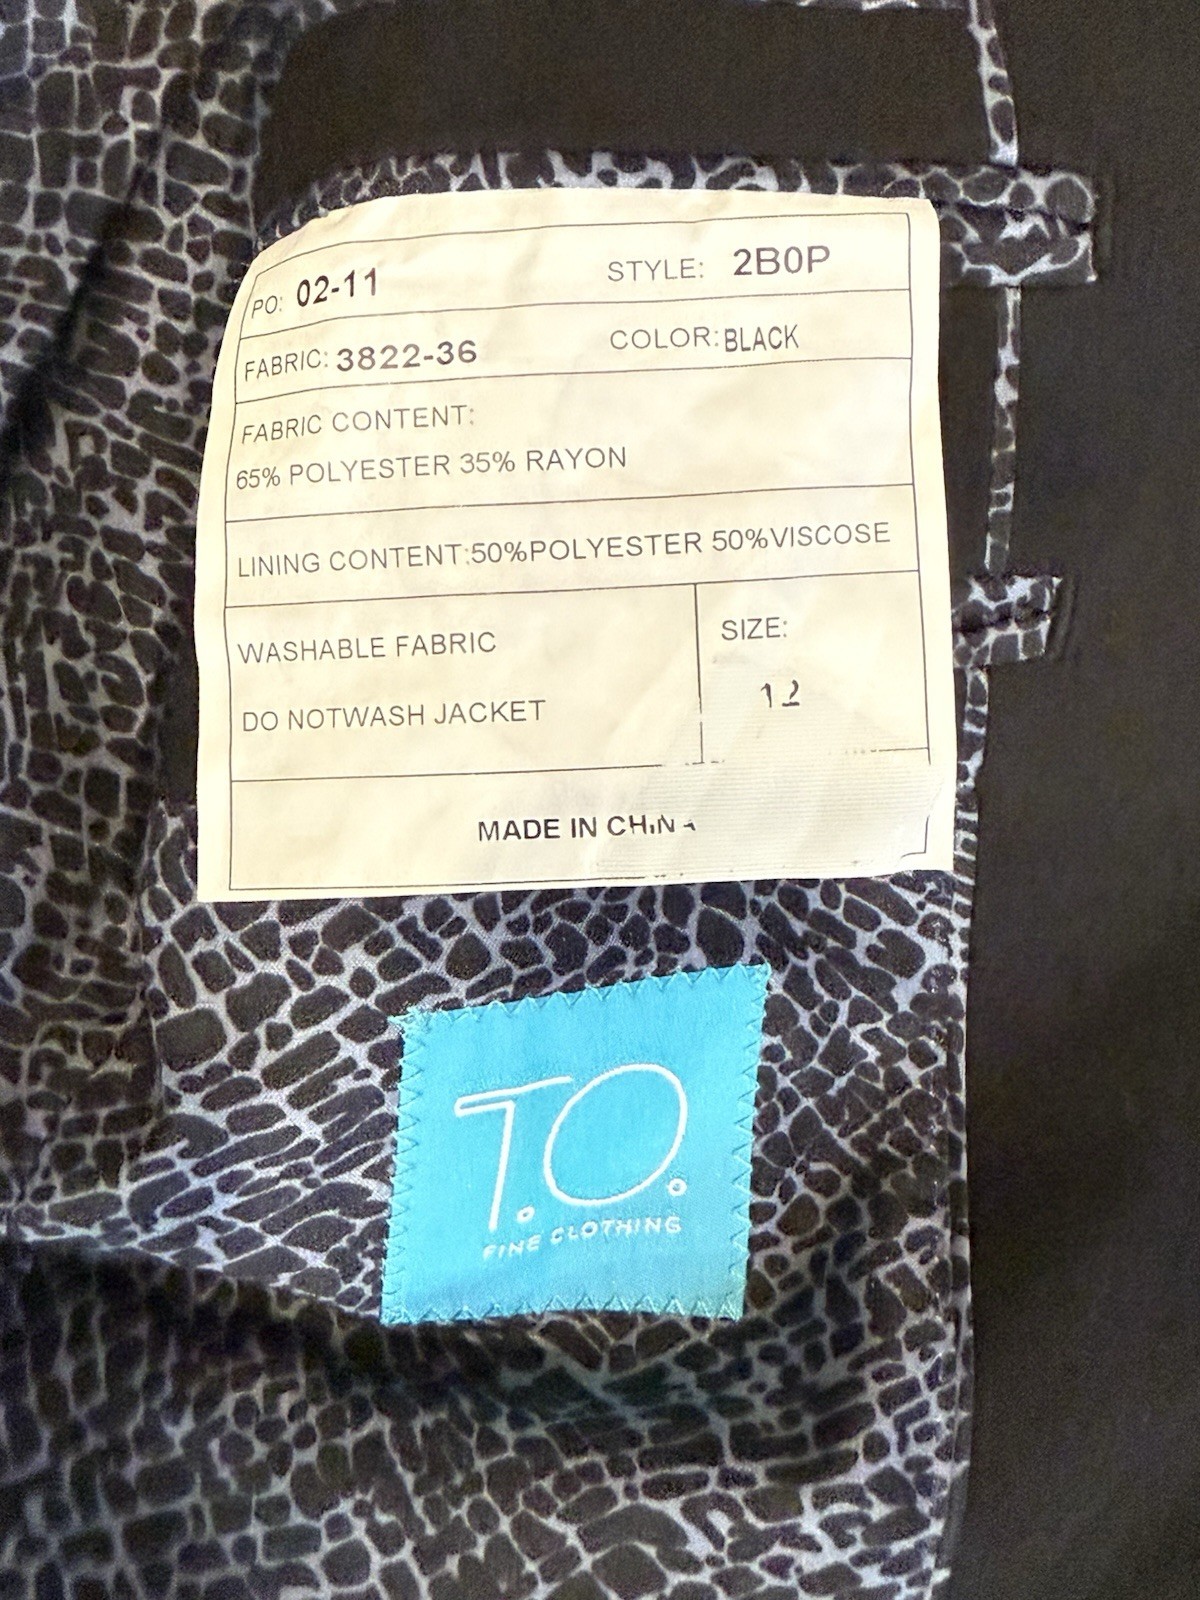 PO: 02-11 STYLE: 2B0P
FABRIC: 3822-36 COLOR: BLACK
FABRIC CONTENT:
65% POLYESTER 35% RAYON
LINING CONTENT:50%POLYESTER 50%VISCOSE
WASHABLE FABRIC
DO NOTWASH JACKET
SIZE:
12
MADE IN CHINA
T.O.
FINE CLOTHING